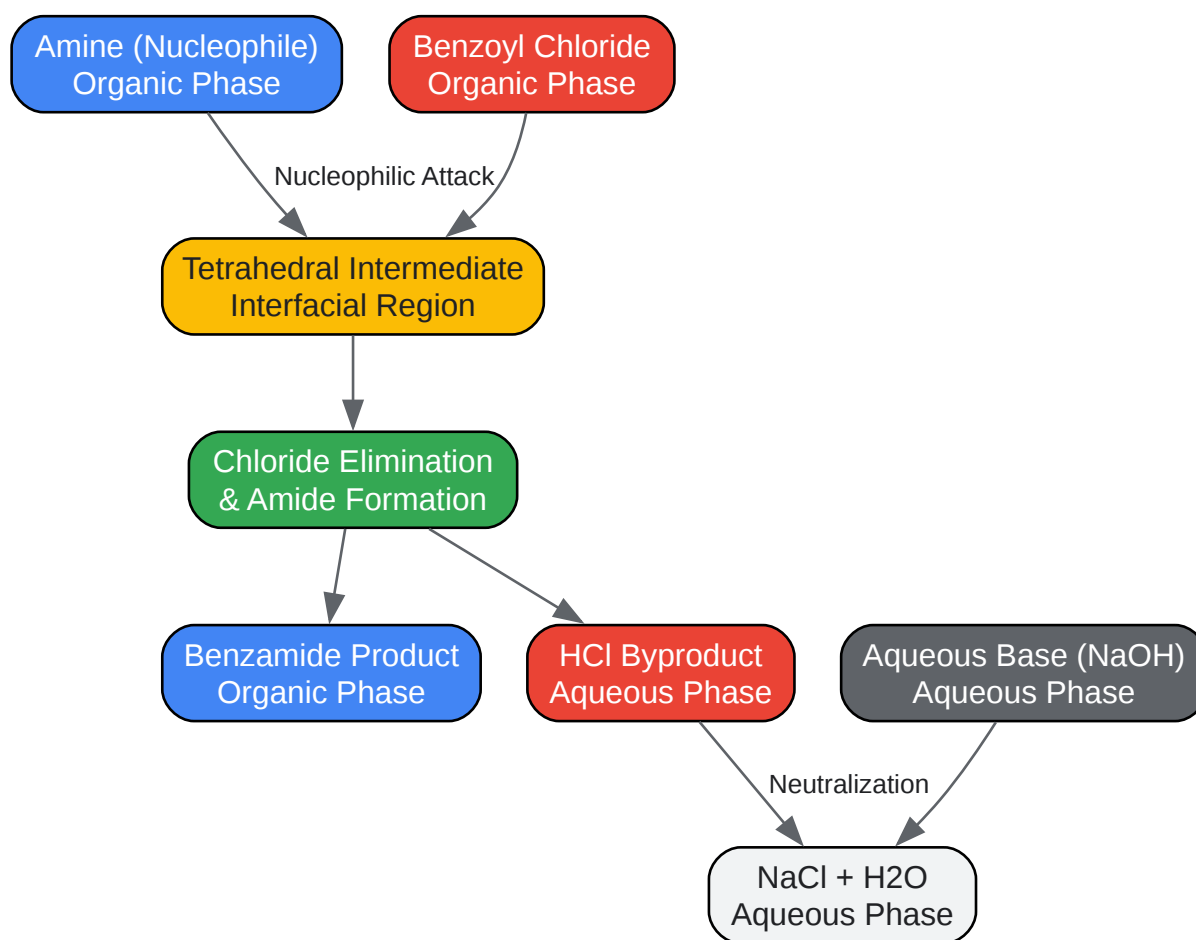 Amine (Nucleophile)
Organic Phase
Benzoyl Chloride
Organic Phase
Nucleophilic Attack
Tetrahedral Intermediate
Interfacial Region
Chloride Elimination
& Amide Formation
Benzamide Product
Organic Phase
HCl Byproduct
Aqueous Phase
Aqueous Base (NaOH)
Aqueous Phase
Neutralization
NaCl + H2O
Aqueous Phase